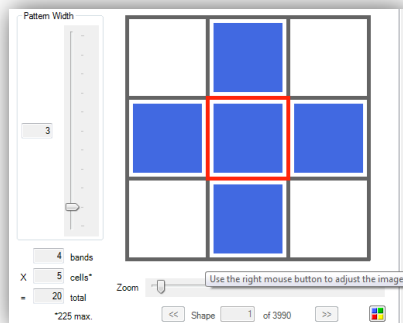 Pattern Width
3
4 bands
X 5 cells*
= 20 total
*225 max.
Zoom
Use the right mouse button to adjust the image
<< Shape 1 of 3990 >>